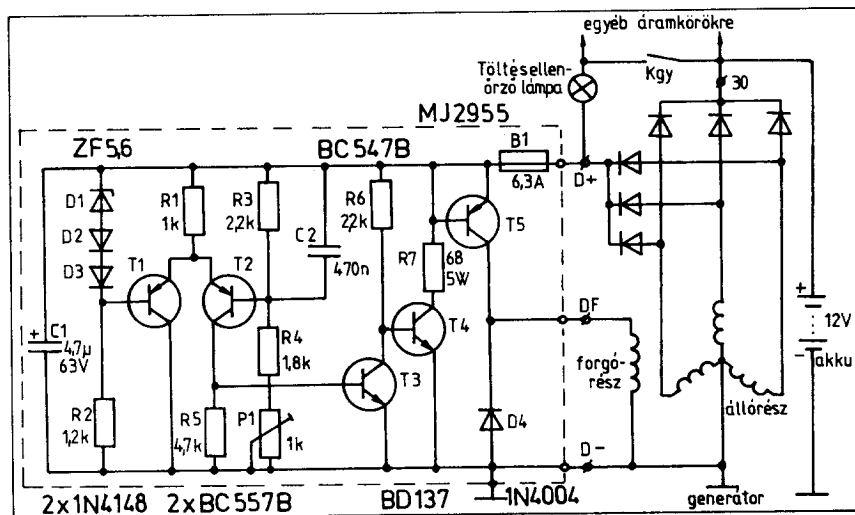 egyéb áramkörökre
Töltésellen-
őrző lámpa
Kgy
30
MJ2955
ZF5,6
BC547B
B1
6,3A
D+
D1
R1
1k
R3
2,2k
R6
22k
T5
D2
C2
470n
D3
T1
T2
R7
68
5W
+
C1
4,7µ
63V
R4
1,8k
T4
DF
+
12V
−
akku
T3
forgó-
rész
állórész
R2
1,2k
R5
4,7k
P1
1k
D4
D−
2x1N4148
2xBC557B
BD137
1N4004
generátor